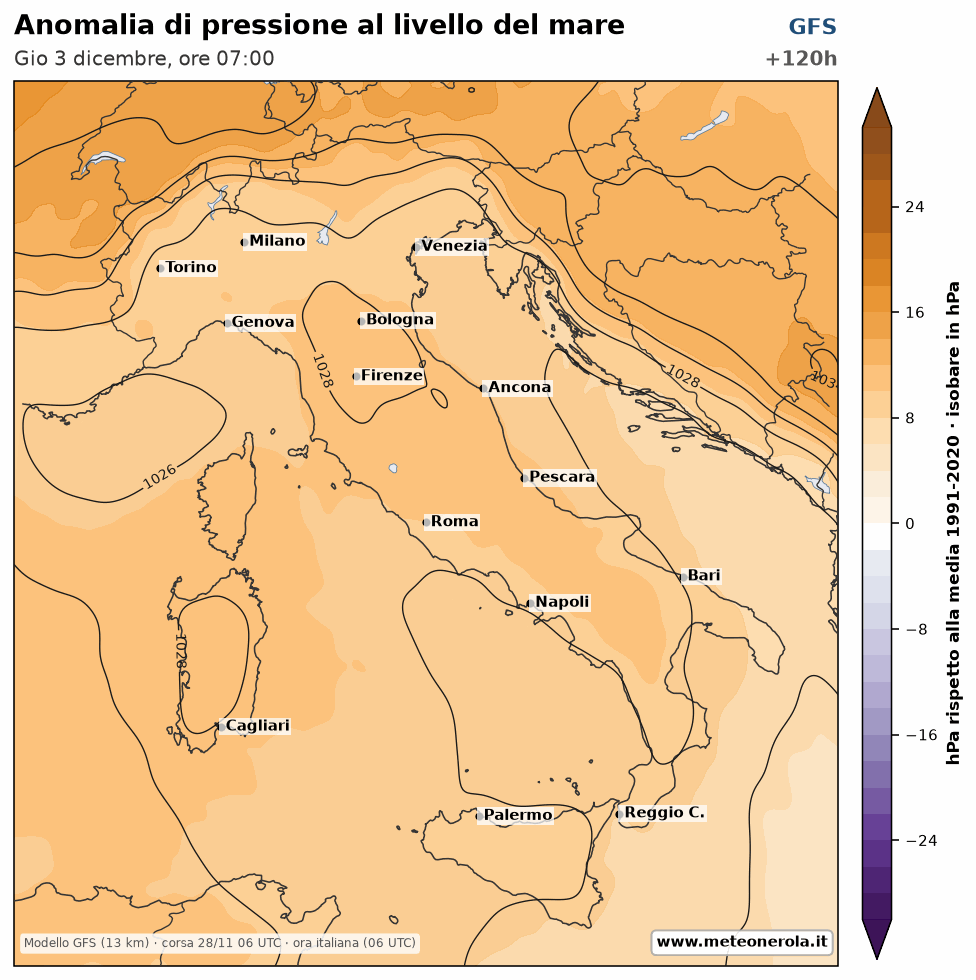 Anomalia di pressione al livello del mare
GFS
Gio 3 dicembre, ore 07:00
+120h
24
16
8
0
−8
−16
−24
hPa rispetto alla media 1991-2020 · isobare in hPa
Milano
Venezia
Torino
Genova
Bologna
1028
Firenze
1028
Ancona
1026
Pescara
Roma
Bari
Napoli
1028
Cagliari
Palermo
Reggio C.
Modello GFS (13 km) · corsa 28/11 06 UTC · ora italiana (06 UTC)
www.meteonerola.it